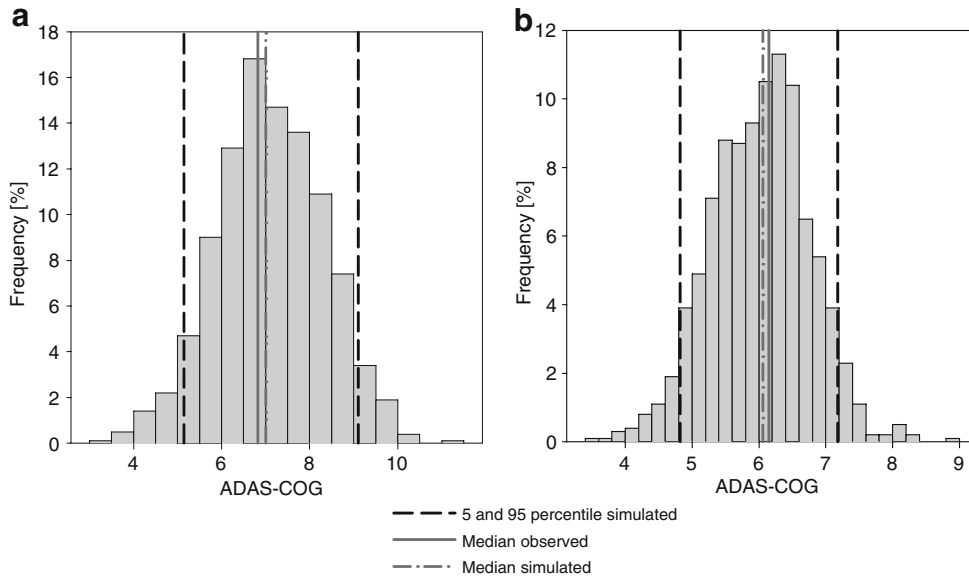 a
Frequency [%]
18
16
14
12
10
8
6
4
2
0
4 6 8 10
ADAS-COG
b
Frequency [%]
12
10
8
6
4
2
0
4 5 6 7 8 9
ADAS-COG
5 and 95 percentile simulated
Median observed
Median simulated